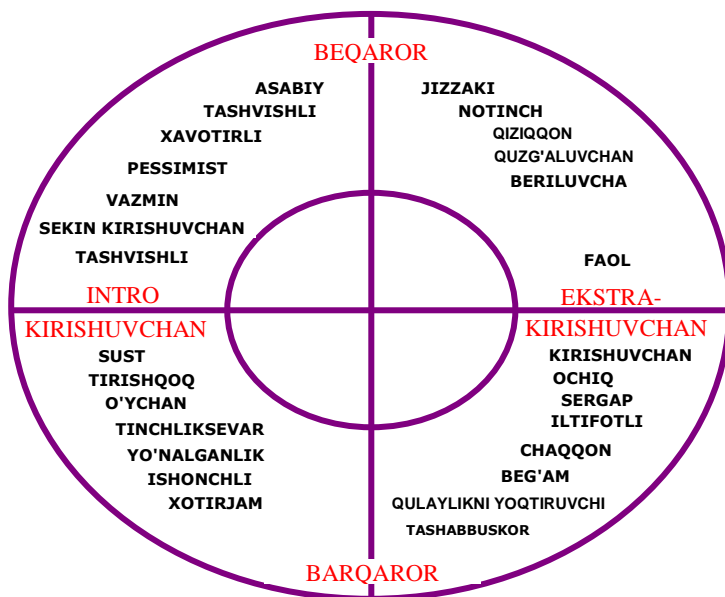 BEQAROR
ASABIY
TASHVISHLI
XAVOTIRLI
PESSIMIST
VAZMIN
SEKIN KIRISHUVCHAN
TASHVISHLI
JIZZAKI
NOTINCH
QIZIQQON
QUZG'ALUVCHAN
BERILUVCHA
FAOL
INTRO
KIRISHUVCHAN
EKSTRA-
KIRISHUVCHAN
SUST
TIRISHQOQ
O'YCHAN
TINCHLIKSEVAR
YO'NALGANLIK
ISHONCHLI
XOTIRJAM
KIRISHUVCHAN
OCHIQ
SERGAP
ILTIFOTLI
CHAQQON
BEG'AM
QULAYLIKNI YOQTIRUVCHI
TASHABBUSKOR
BARQAROR